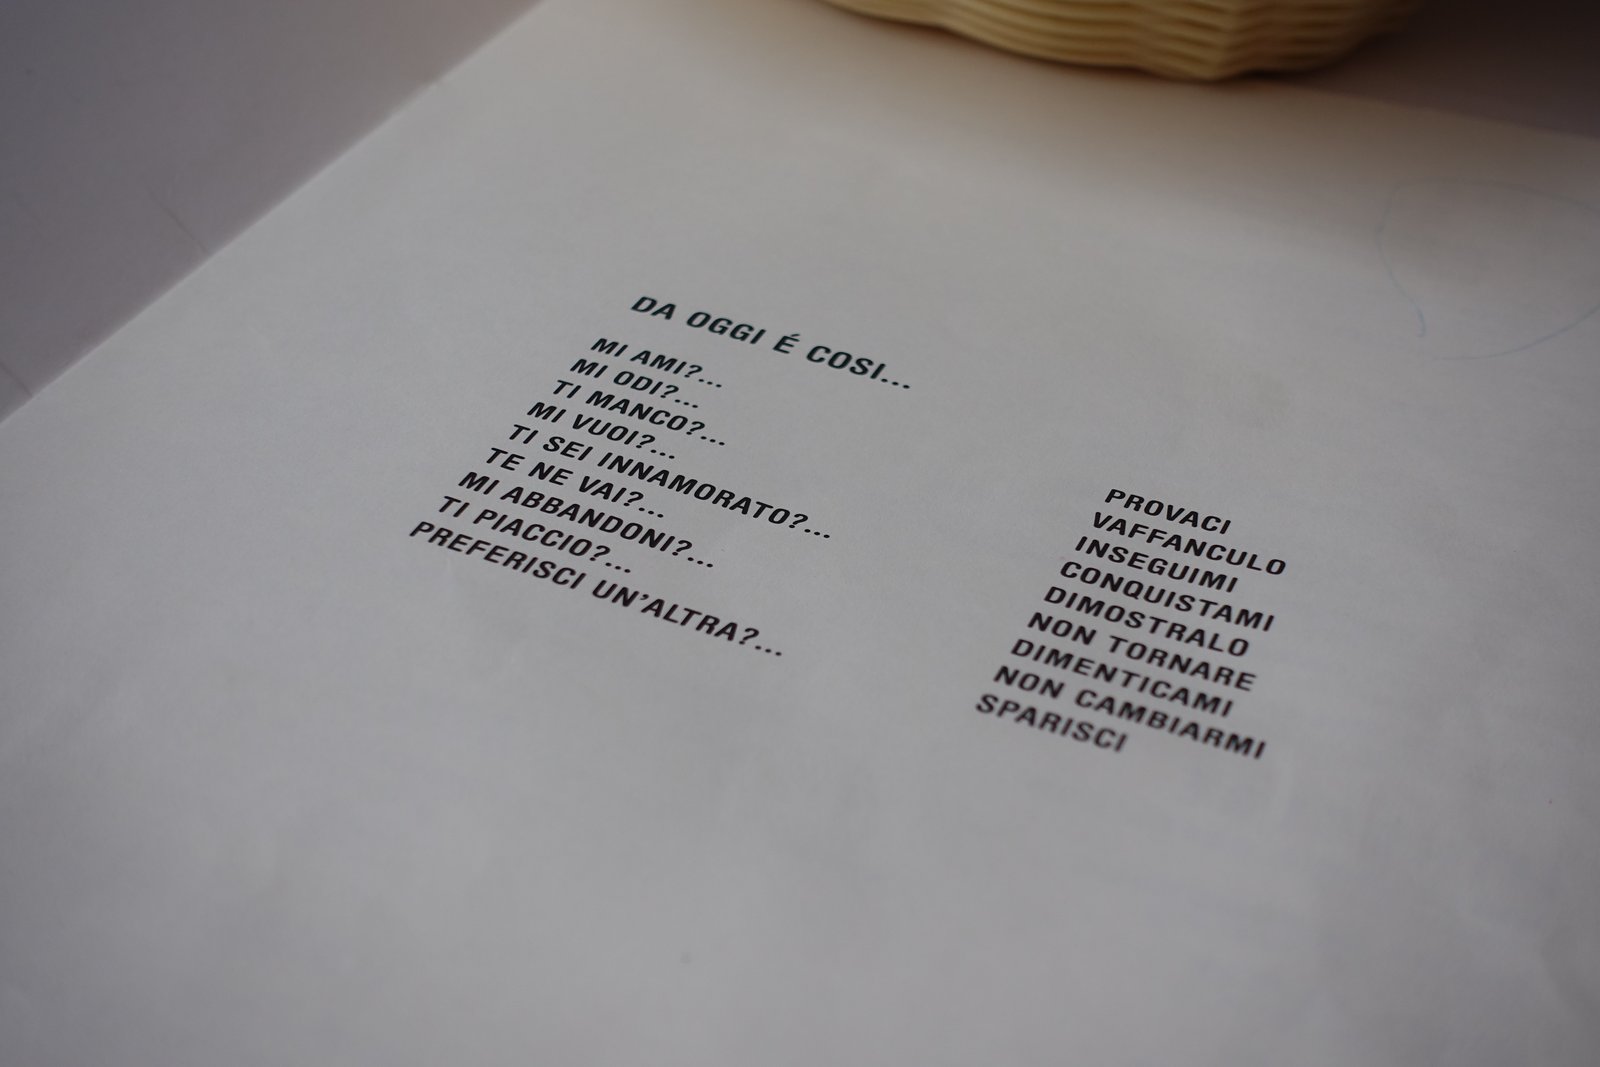 DA OGGI É COSI...
MI AMI?...
MI ODI?...
TI MANCO?...
MI VUOI?...
TI SEI INNAMORATO?...
TE NE VAI?...
MI ABBANDONI?...
TI PIACCIO?...
PREFERISCI UN'ALTRA?...
PROVACI
VAFFANCULO
INSEGUIMI
CONQUISTAMI
DIMOSTRALO
NON TORNARE
DIMENTICAMI
NON CAMBIARMI
SPARISCI